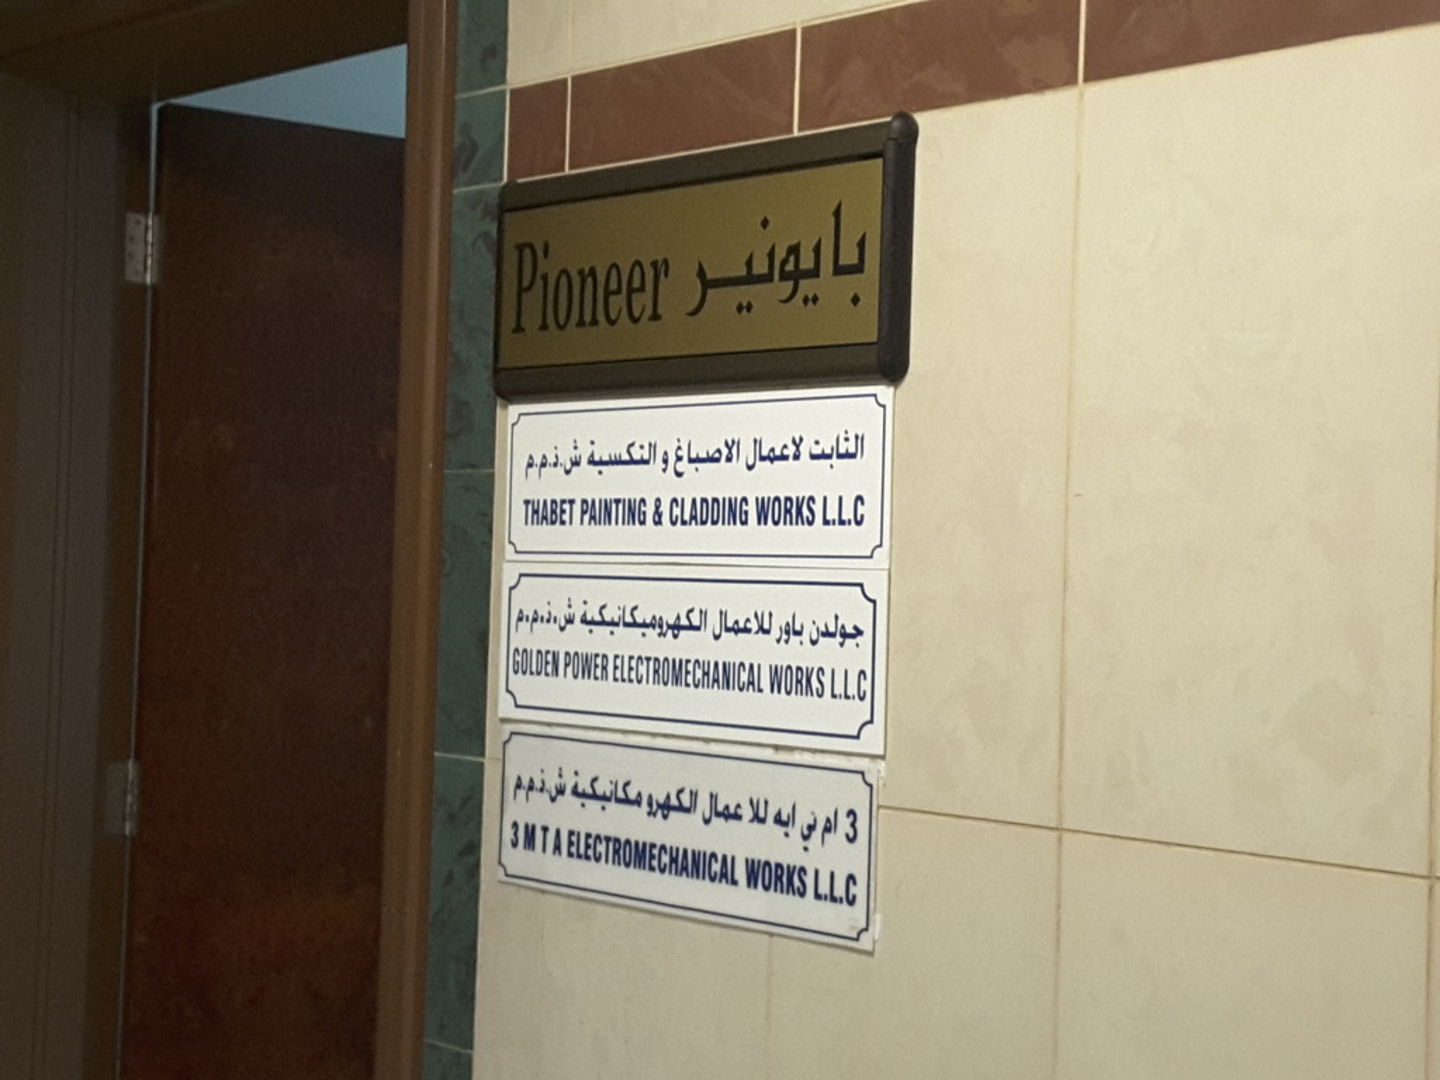 Pioneer بايونير
الثابت لاعمال الاصباغ و التكسية ش.ذ.م.م
THABET PAINTING & CLADDING WORKS L.L.C
جولدن باور للاعمال الكهروميكانيكية ش.ذ.م.م
GOLDEN POWER ELECTROMECHANICAL WORKS L.L.C
3 ام تي ايه للا عمال الكهرو مكانيكية ش.ذ.م.م
3 M T A ELECTROMECHANICAL WORKS L.L.C